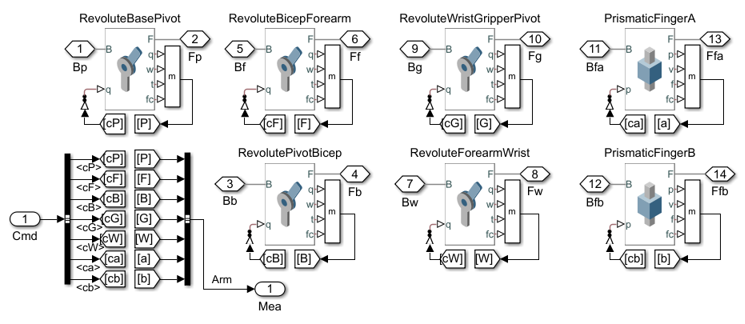 RevoluteBasePivot
1
B
Bp
F
q
w
t
fc
m
2
Fp
q
[cP]
[P]
RevoluteBicepForearm
5
B
Bf
F
q
w
t
fc
m
6
Ff
q
[cF]
[F]
RevoluteWristGripperPivot
9
B
Bg
F
q
w
t
fc
m
10
Fg
q
[cG]
[G]
PrismaticFingerA
11
B
Bfa
F
p
v
f
fc
m
13
Ffa
p
[ca]
[a]
1
Cmd
<cP>
<cF>
<cB>
<cG>
<cW>
<ca>
<cb>
[cP]
[P]
[cF]
[F]
[cB]
[B]
[cG]
[G]
[cW]
[W]
[ca]
[a]
[cb]
[b]
Arm
1
Mea
RevolutePivotBicep
3
B
Bb
F
q
w
t
fc
m
4
Fb
q
[cB]
[B]
RevoluteForearmWrist
7
B
Bw
F
q
w
t
fc
m
8
Fw
q
[cW]
[W]
PrismaticFingerB
12
B
Bfb
F
p
v
f
fc
m
14
Ffb
p
[cb]
[b]